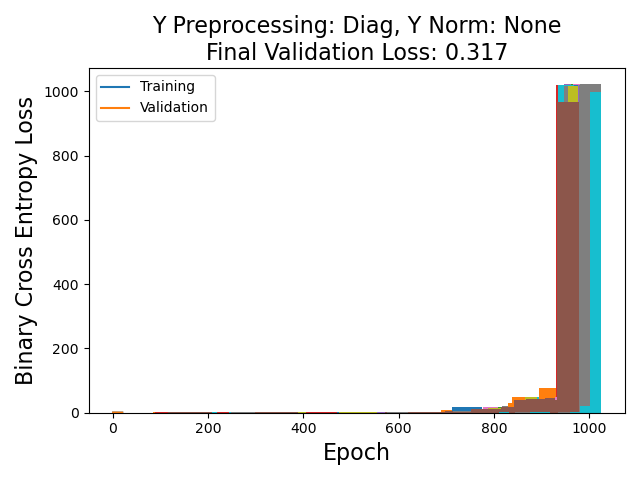 Y Preprocessing: Diag, Y Norm: None
Final Validation Loss: 0.317
Training
Validation
Binary Cross Entropy Loss
1000
800
600
400
200
0
0 200 400 600 800 1000
Epoch